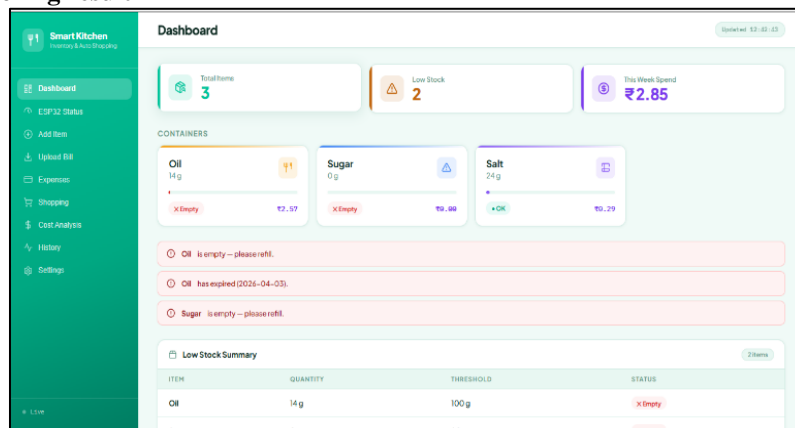 Smart Kitchen
Inventory & Auto Shopping
Dashboard
ESP32 Status
Add Item
Upload Bill
Expenses
Shopping
Cost Analysis
History
Settings
Live
Dashboard
Updated
Total Items
3
Low Stock
2
This Week Spend
₹2.85
CONTAINERS
Oil
14 g
× Empty
₹2.57
Sugar
0 g
× Empty
₹0.00
Salt
24 g
• OK
₹0.29
Oil is empty — please refill.
Oil has expired (2026-04-03).
Sugar is empty — please refill.
Low Stock Summary
2 items
ITEM QUANTITY THRESHOLD STATUS
Oil 14 g 100 g × Empty